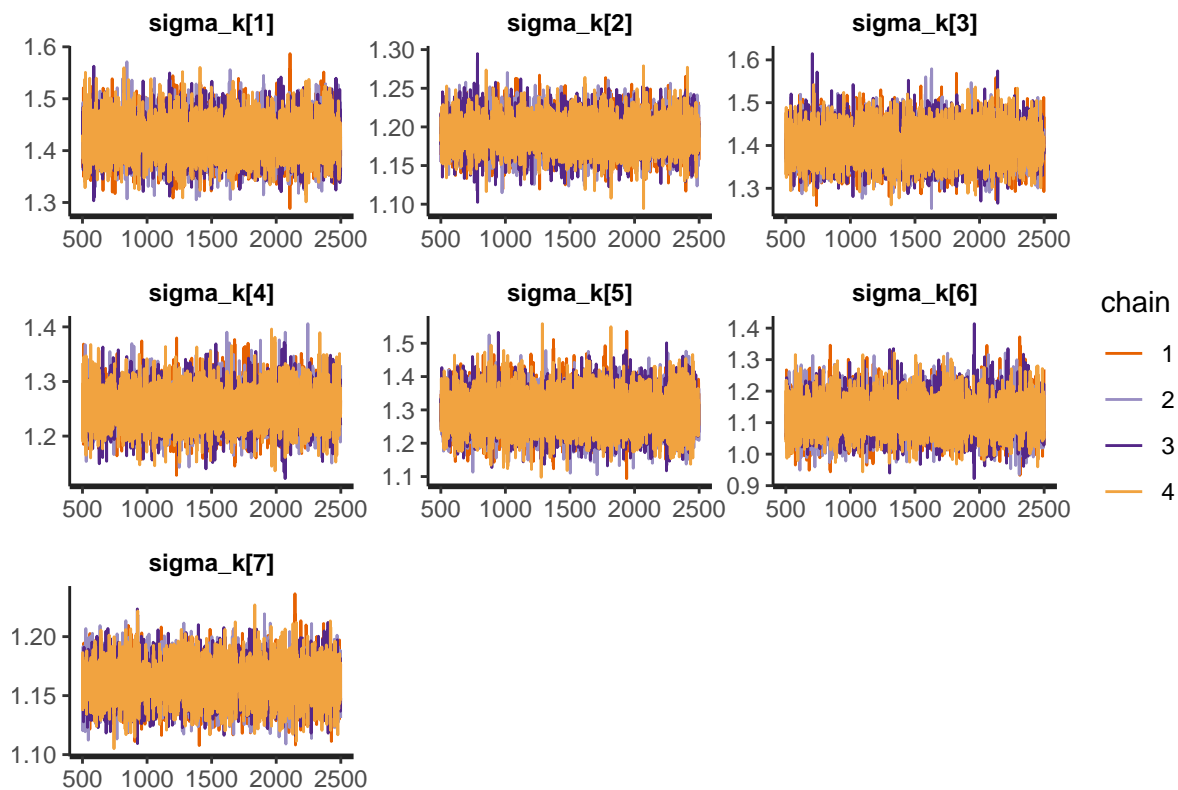 sigma_k[1] sigma_k[2] sigma_k[3]
1.6 1.5 1.4 1.3
1.30 1.25 1.20 1.15 1.10
1.6 1.5 1.4 1.3
500 1000 1500 2000 2500 500 1000 1500 2000 2500 500 1000 1500 2000 2500
sigma_k[4] sigma_k[5] sigma_k[6]
1.4 1.3 1.2
1.5 1.4 1.3 1.2 1.1
1.4 1.3 1.2 1.1 1.0 0.9
500 1000 1500 2000 2500 500 1000 1500 2000 2500 500 1000 1500 2000 2500
chain
1
2
3
4
sigma_k[7]
1.20
1.15
1.10
500 1000 1500 2000 2500